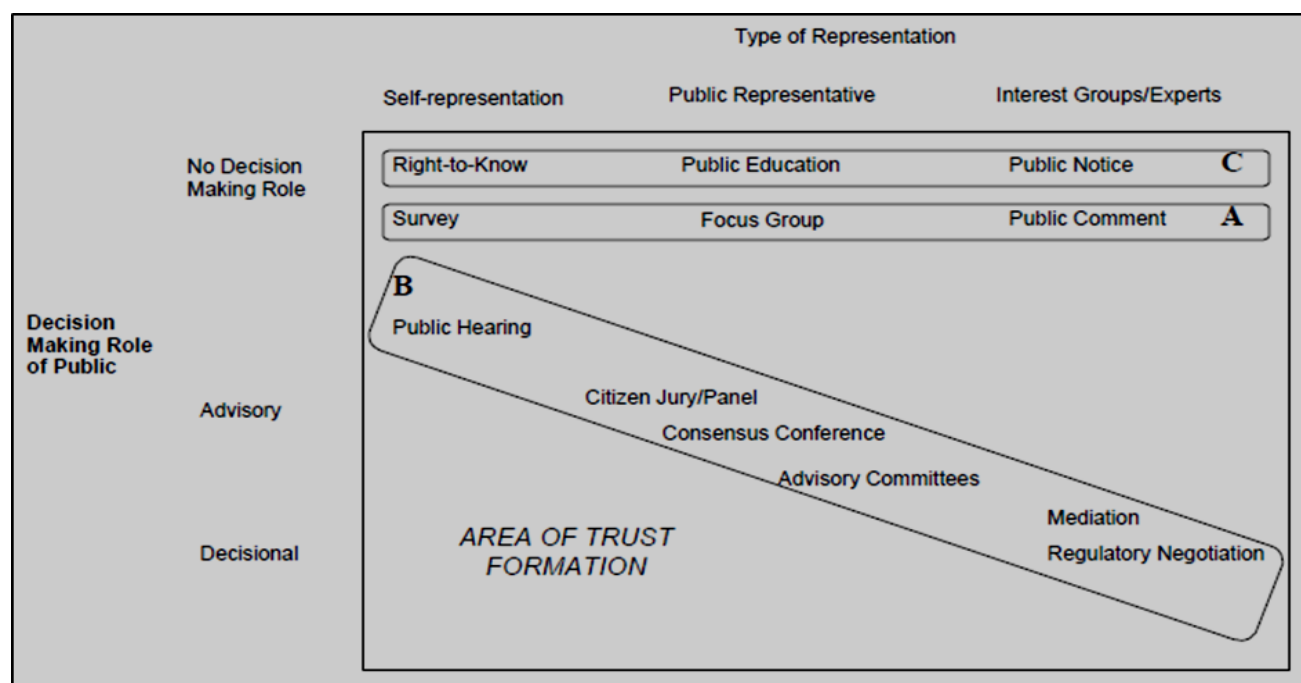 Type of Representation
Self-representation Public Representative Interest Groups/Experts
No Decision
Making Role
Right-to-Know Public Education Public Notice C
Survey Focus Group Public Comment A
B
Public Hearing
Decision
Making Role
of Public
Advisory
Citizen Jury/Panel
Consensus Conference
Advisory Committees
Mediation
Decisional
AREA OF TRUST
FORMATION
Regulatory Negotiation